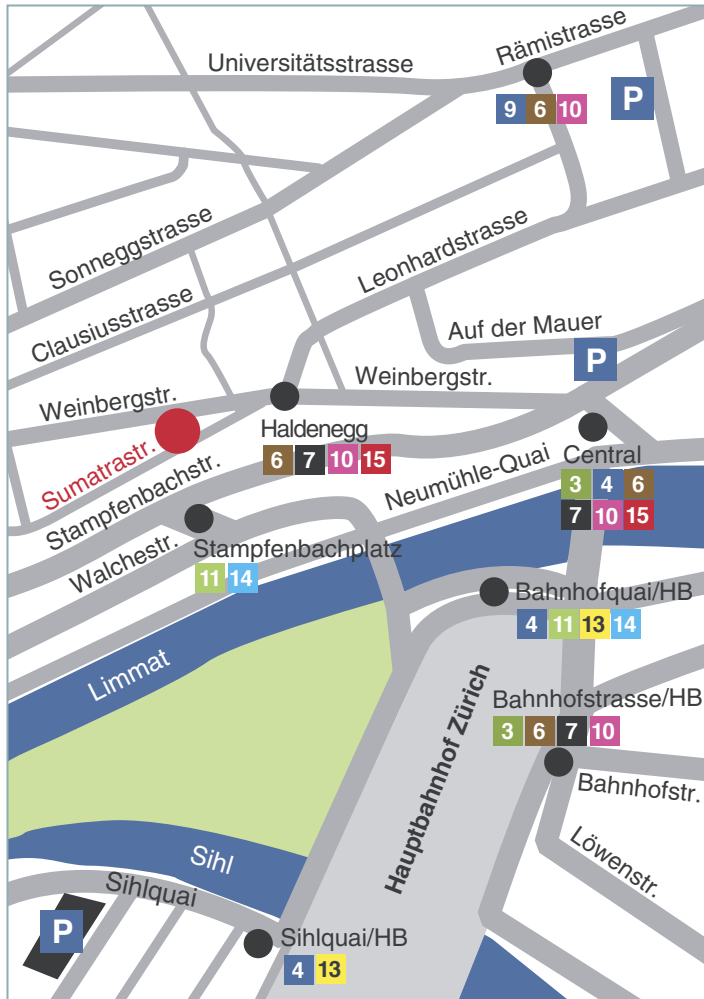 Rämistrasse
Universitätsstrasse
9 6 10
P
Sonneggstrasse
Leonhardstrasse
Clausiusstrasse
Auf der Mauer
P
Weinbergstr.
Weinbergstr.
Sumatrastr.
Haldenegg
6 7 10 15
Stampfenbachstr.
Neumühle-Quai
Central
3 4 6
7 10 15
Walchestr.
Stampfenbachplatz
11 14
Bahnhofquai/HB
4 11 13 14
Limmat
Hauptbahnhof Zürich
Bahnhofstrasse/HB
3 6 7 10
Bahnhofstr.
Löwenstr.
Sihl
Sihlquai
P
Sihlquai/HB
4 13